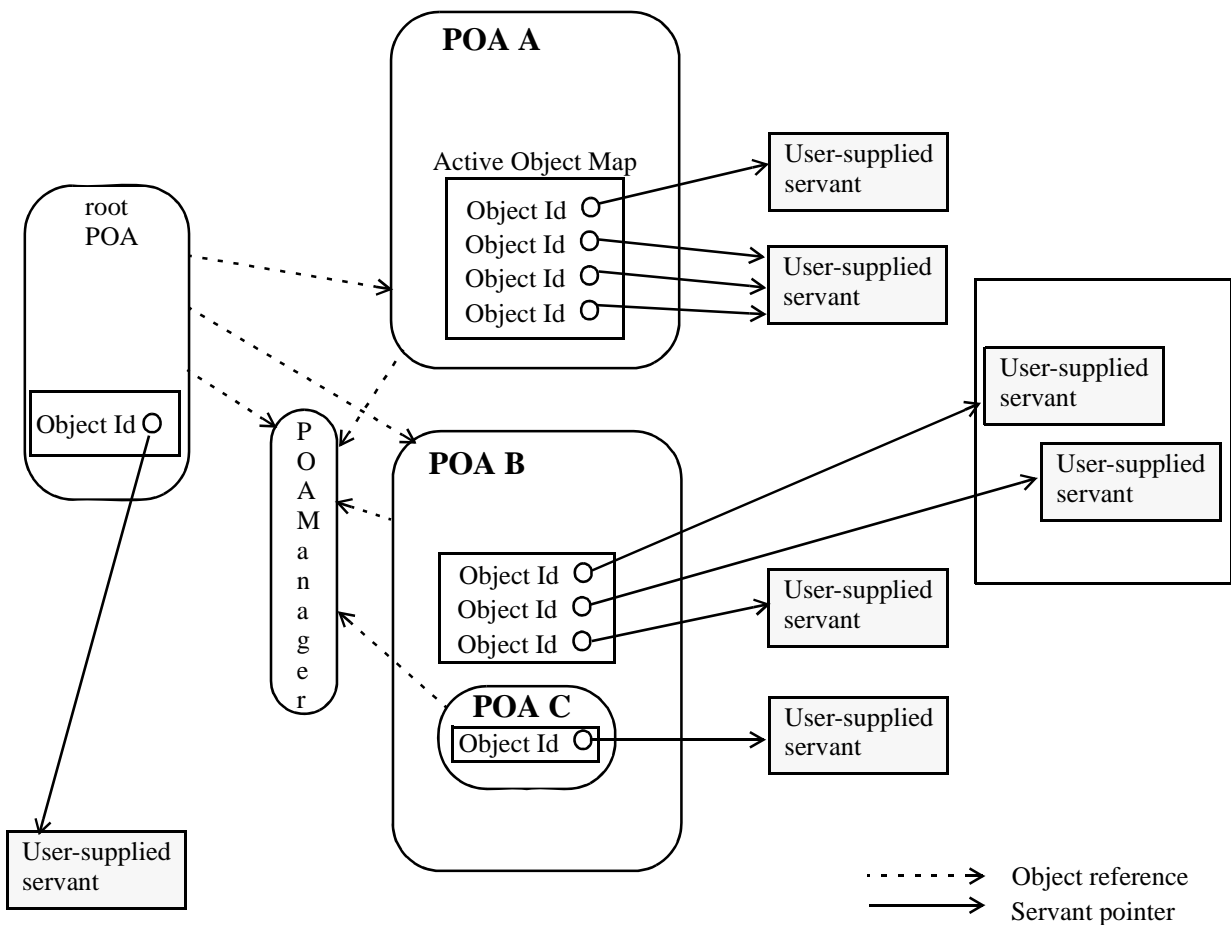 POA A
Active Object Map
Object Id
Object Id
Object Id
Object Id
User-supplied
servant
User-supplied
servant
root
POA
Object Id
POAManager
POA B
Object Id
Object Id
Object Id
POA C
Object Id
User-supplied
servant
User-supplied
servant
User-supplied
servant
User-supplied
servant
User-supplied
servant
Object reference
Servant pointer